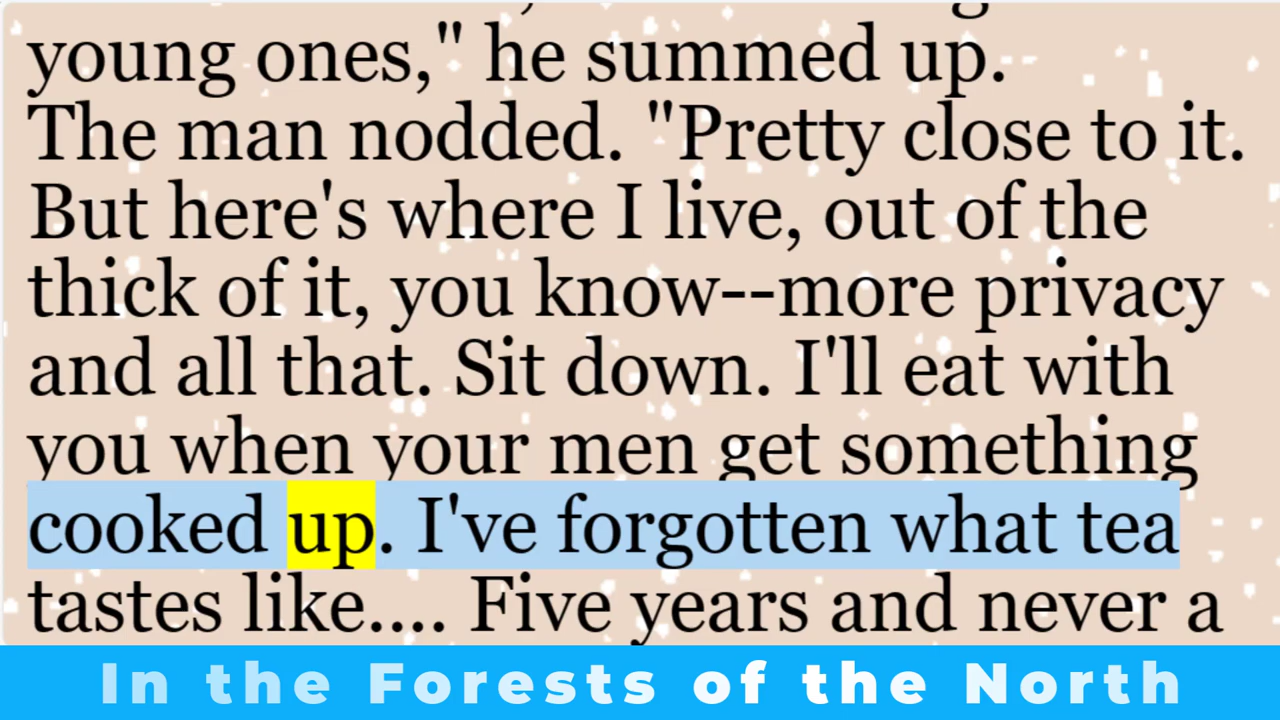 young ones," he summed up.
The man nodded. "Pretty close to it.
But here's where I live, out of the
thick of it, you know--more privacy
and all that. Sit down. I'll eat with
you when your men get something
cooked up. I've forgotten what tea
tastes like.... Five years and never a
In the Forests of the North